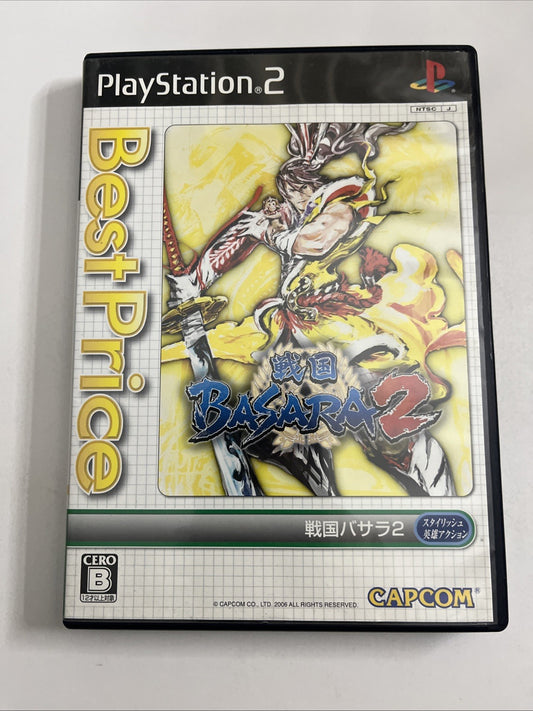 PlayStation®2
NTSC J
Best Price
戦国
BASARA2
戦国バサラ2
スタイリッシュ
英雄アクション
CERO
B
12才以上対象
© CAPCOM CO., LTD. 2006 ALL RIGHTS RESERVED.
CAPCOM